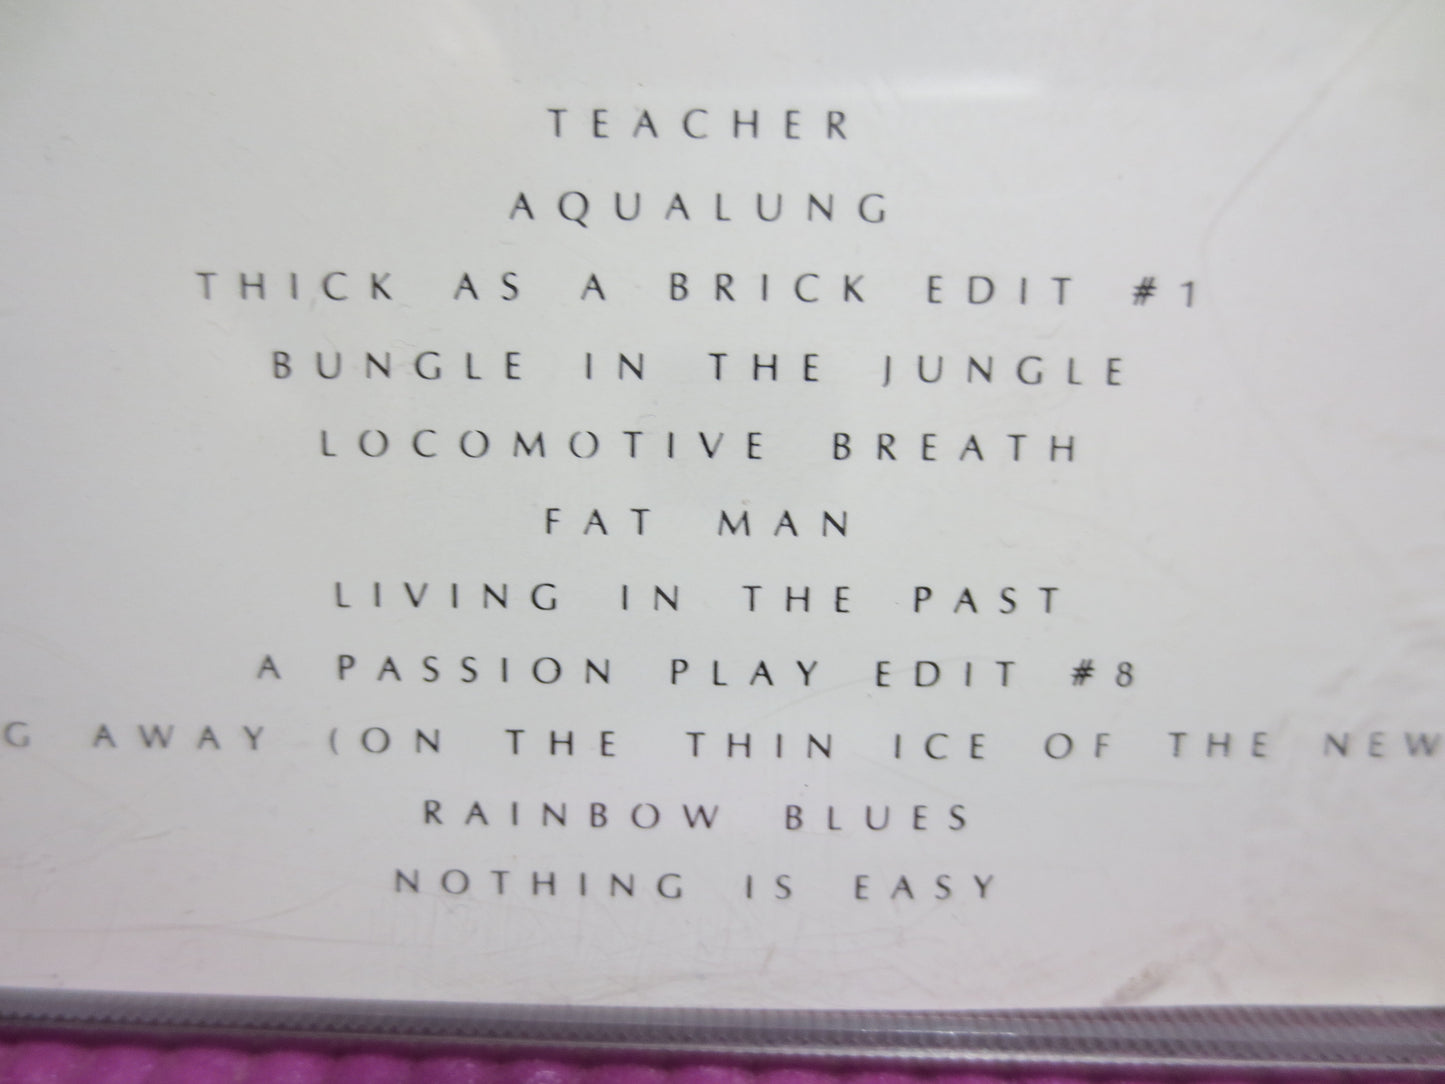 TEACHER
AQUALUNG
THICK AS A BRICK EDIT #1
BUNGLE IN THE JUNGLE
LOCOMOTIVE BREATH
FAT MAN
LIVING IN THE PAST
A PASSION PLAY EDIT #8
G AWAY (ON THE THIN ICE OF THE NEW
RAINBOW BLUES
NOTHING IS EASY